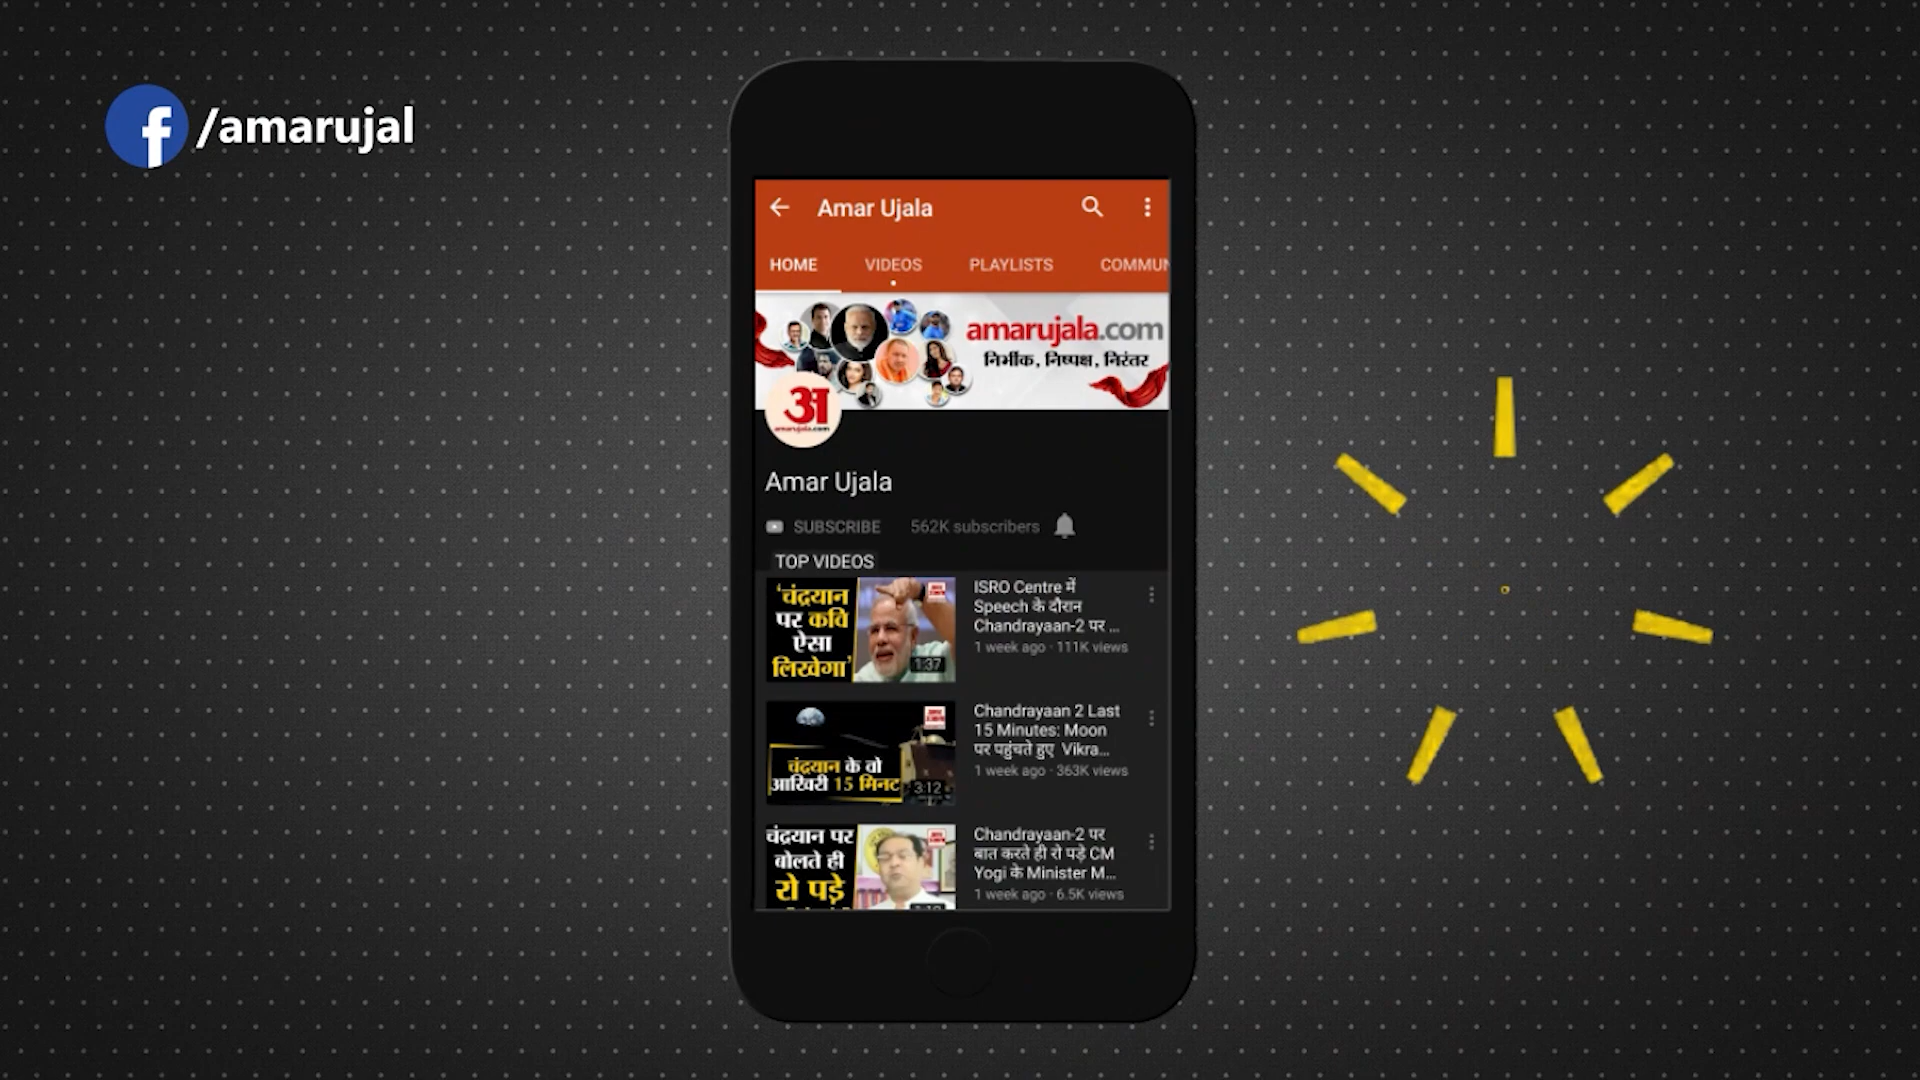 /amarujal
Amar Ujala
HOME VIDEOS PLAYLISTS COMMUN
amarujala.com
निर्भीक, निष्पक्ष, निरंतर
अ
amarujala.com
Amar Ujala
SUBSCRIBE 562K subscribers
TOP VIDEOS
'चंद्रयान
पर कवि
ऐसा
लिखेगा'
1:37
ISRO Centre में
Speech के दौरान
Chandrayaan-2 पर ...
1 week ago · 111K views
चंद्रयान के वो
आखिरी 15 मिनट
3:12
Chandrayaan 2 Last
15 Minutes: Moon
पर पहुंचते हुए Vikra...
1 week ago · 363K views
चंद्रयान पर
बोलते ही
रो पड़े
Chandrayaan-2 पर
बात करते ही रो पड़े CM
Yogi के Minister M...
1 week ago · 6.5K views